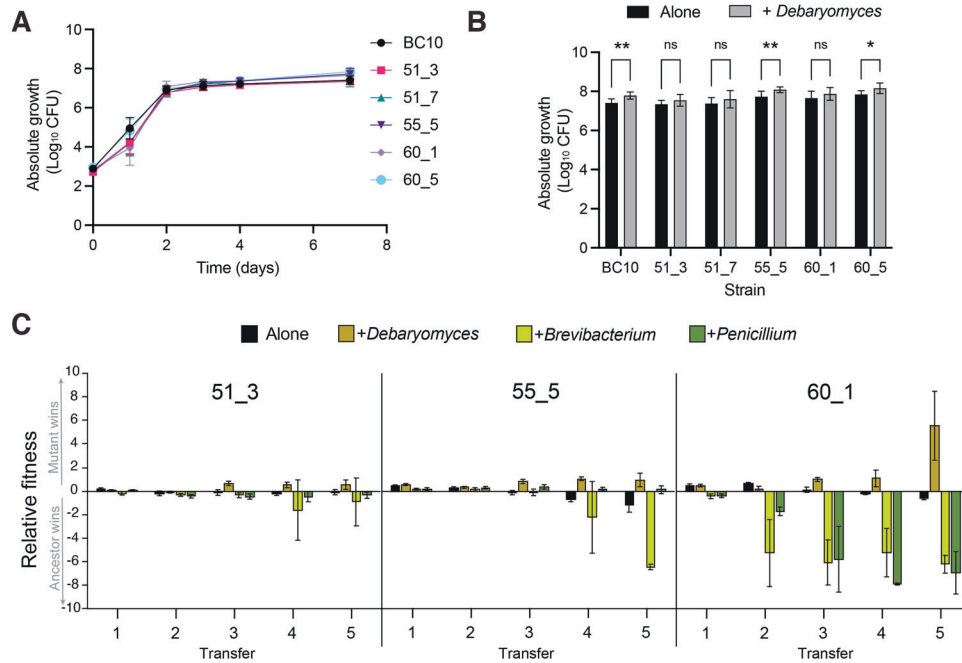 A
10
8
6
4
2
0
0
2
4
6
8
Absolute growth
(Log₁₀ CFU)
Time (days)
BC10
51_3
51_7
55_5
60_1
60_5
B
Alone
+ Debaryomyces
**
ns
ns
**
ns
*
10
8
6
4
2
0
Absolute growth
(Log₁₀ CFU)
BC10
51_3
51_7
55_5
60_1
60_5
Strain
C
Alone
+Debaryomyces
+Brevibacterium
+Penicillium
Relative fitness
Mutant wins
Ancestor wins
10
8
6
4
2
0
-2
-4
-6
-8
-10
51_3
55_5
60_1
1 2 3 4 5
1 2 3 4 5
1 2 3 4 5
Transfer
Transfer
Transfer